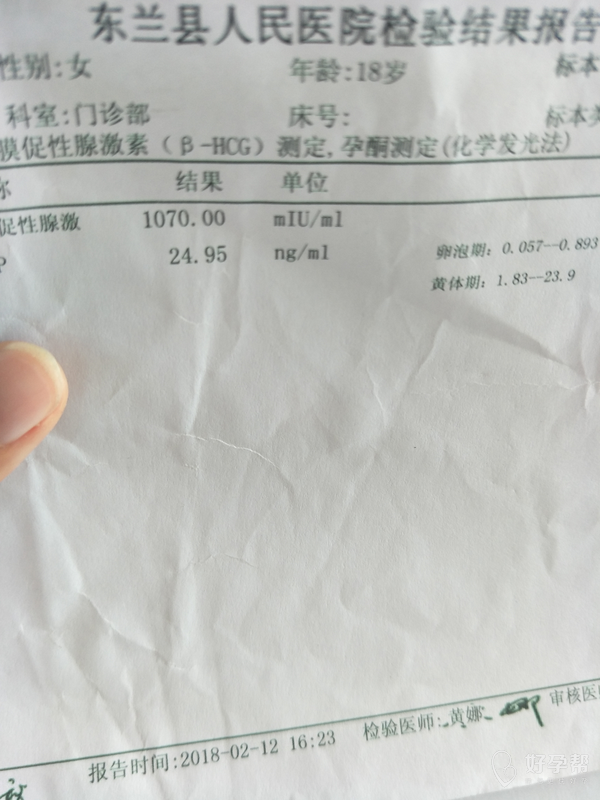 东兰县人民医院检验结果报告
性别:女 年龄:18岁 标本
科室:门诊部 床号: 标本类
膜促性腺激素(β-HCG)测定,孕酮测定(化学发光法)
称 结果 单位
促性腺激 1070.00 mIU/ml
P 24.95 ng/ml 卵泡期: 0.057--0.893
黄体期: 1.83--23.9
报告时间:2018-02-12 16:23 检验医师:黄娜 审核医
好孕帮